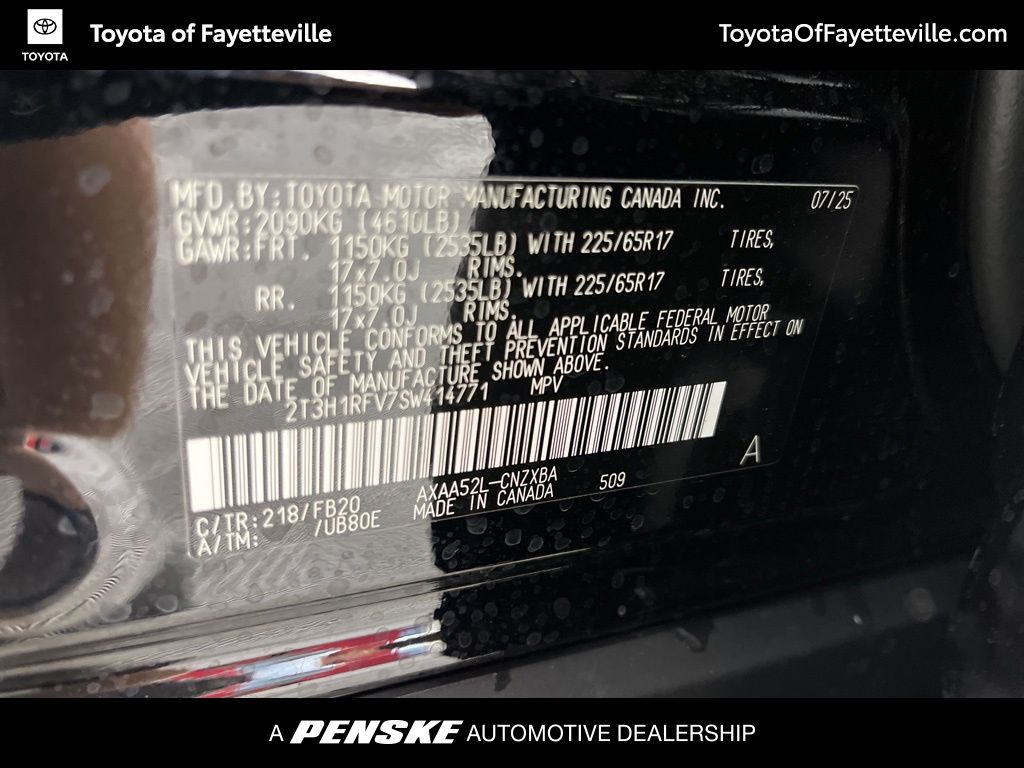 TOYOTA
Toyota of Fayetteville
ToyotaOfFayetteville.com
MFD. BY: TOYOTA MOTOR MANUFACTURING CANADA INC. 07/25
GVWR: 2090KG (4610LB)
GAWR: FRT. 1150KG (2535LB) WITH 225/65R17 TIRES,
17x7.0J RIMS.
RR. 1150KG (2535LB) WITH 225/65R17 TIRES,
17x7.0J RIMS.
THIS VEHICLE CONFORMS TO ALL APPLICABLE FEDERAL MOTOR
VEHICLE SAFETY AND THEFT PREVENTION STANDARDS IN EFFECT ON
THE DATE OF MANUFACTURE SHOWN ABOVE.
2T3H1RFV7SW414771 MPV
A
C/TR: 218/FB20 AXAA52L-CNZXBA 509
A/TM: /UB80E MADE IN CANADA
A PENSKE AUTOMOTIVE DEALERSHIP